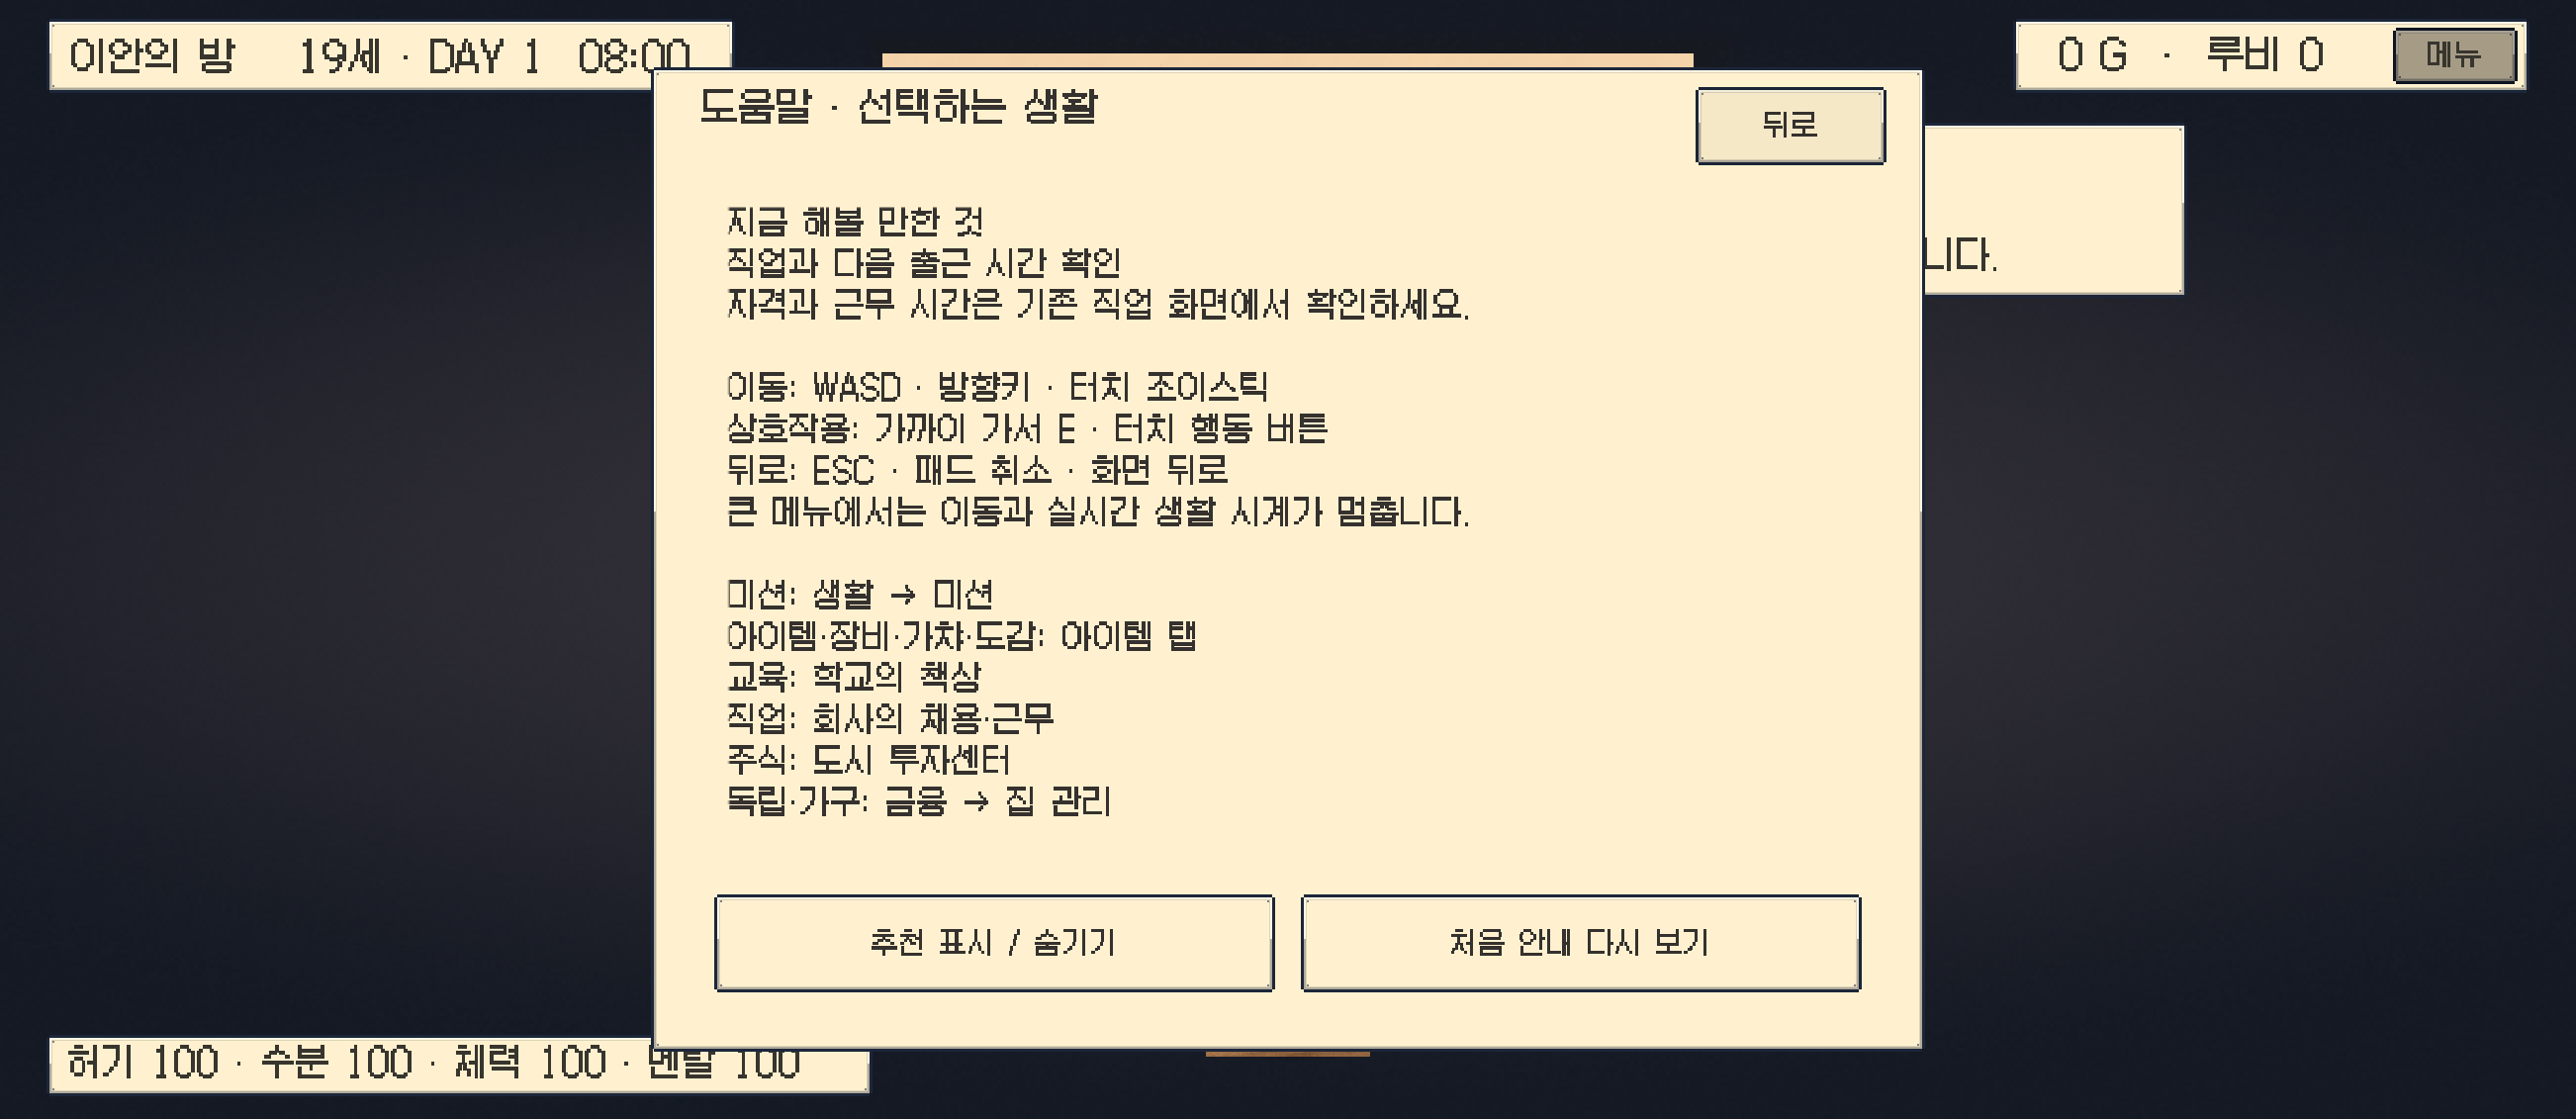 이안의 방 19세 · DAY 1 08:00
0 G · 루비 0
메뉴
도움말 · 선택하는 생활
뒤로
지금 해볼 만한 것
직업과 다음 출근 시간 확인
자격과 근무 시간은 기존 직업 화면에서 확인하세요.
이동: WASD · 방향키 · 터치 조이스틱
상호작용: 가까이 가서 E · 터치 행동 버튼
뒤로: ESC · 패드 취소 · 화면 뒤로
큰 메뉴에서는 이동과 실시간 생활 시계가 멈춥니다.
미션: 생활 → 미션
아이템·장비·가챠·도감: 아이템 탭
교육: 학교의 책상
직업: 회사의 채용·근무
주식: 도시 투자센터
독립·가구: 금융 → 집 관리
추천 표시 / 숨기기
처음 안내 다시 보기
니다.
허기 100 · 수분 100 · 체력 100 · 멘탈 100